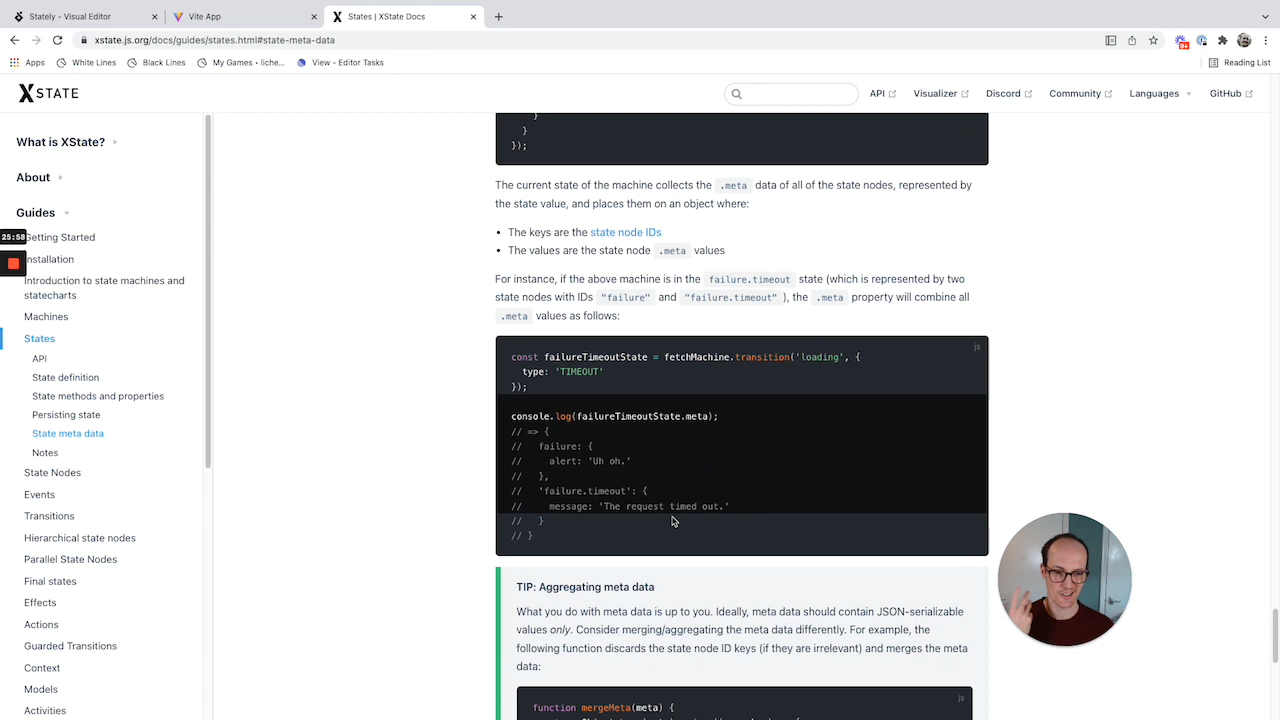 Stately - Visual Editor
Vite App
States | XState Docs
xstate.js.org/docs/guides/states.html#state-meta-data
Apps
White Lines
Black Lines
My Games • liche...
View - Editor Tasks
Reading List
XSTATE
API
Visualizer
Discord
Community
Languages
GitHub
What is XState?
About
Guides
25:58
Getting Started
Installation
Introduction to state machines and
statecharts
Machines
States
API
State definition
State methods and properties
Persisting state
State meta data
Notes
State Nodes
Events
Transitions
Hierarchical state nodes
Parallel State Nodes
Final states
Effects
Actions
Guarded Transitions
Context
Models
Activities
}
}
});
The current state of the machine collects the .meta data of all of the state nodes, represented by
the state value, and places them on an object where:
• The keys are the state node IDs
• The values are the state node .meta values
For instance, if the above machine is in the failure.timeout state (which is represented by two
state nodes with IDs "failure" and "failure.timeout" ), the .meta property will combine all
.meta values as follows:
js
const failureTimeoutState = fetchMachine.transition('loading', {
type: 'TIMEOUT'
});
console.log(failureTimeoutState.meta);
// => {
// failure: {
// alert: 'Uh oh.'
// },
// 'failure.timeout': {
// message: 'The request timed out.'
// }
// }
TIP: Aggregating meta data
What you do with meta data is up to you. Ideally, meta data should contain JSON-serializable
values only. Consider merging/aggregating the meta data differently. For example, the
following function discards the state node ID keys (if they are irrelevant) and merges the meta
data:
js
function mergeMeta(meta) {